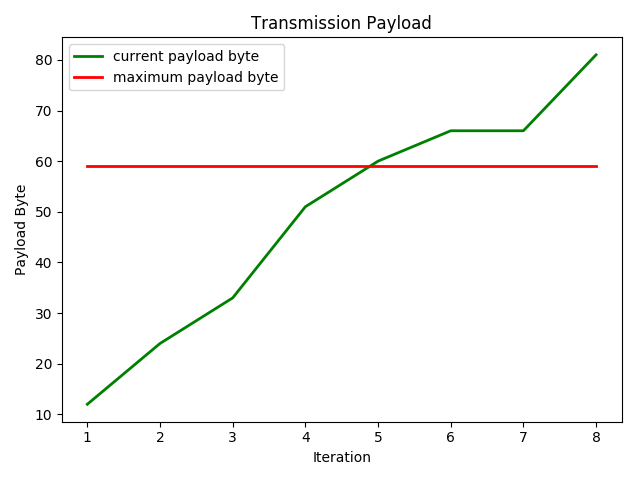 Transmission Payload
current payload byte
maximum payload byte
Payload Byte
80
70
60
50
40
30
20
10
1 2 3 4 5 6 7 8
Iteration